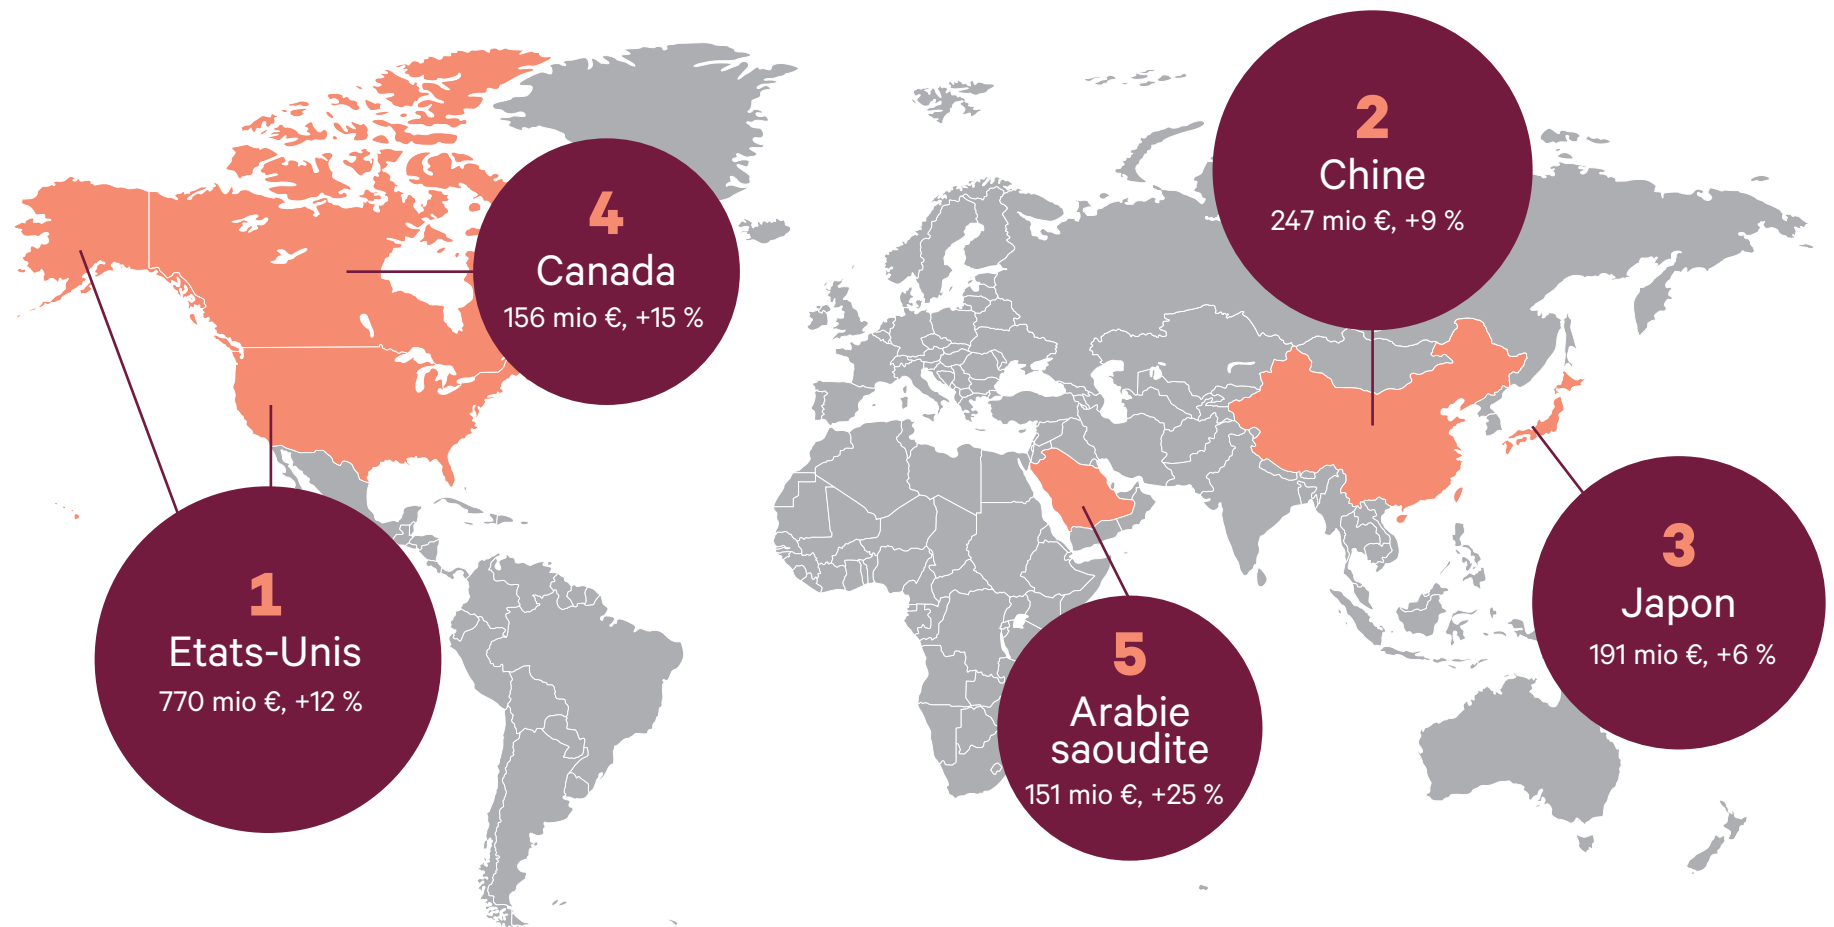 1
Etats-Unis
770 mio €, +12 %
2
Chine
247 mio €, +9 %
3
Japon
191 mio €, +6 %
4
Canada
156 mio €, +15 %
5
Arabie
saoudite
151 mio €, +25 %